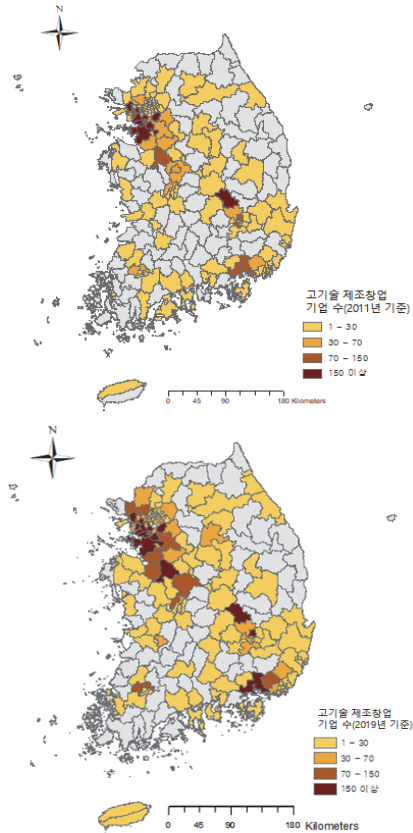 N
고기술 제조창업
기업 수(2011년 기준)
1 - 30
30 - 70
70 - 150
150 이상
0 45 90 180 Kilometers
N
고기술 제조창업
기업 수(2019년 기준)
1 - 30
30 - 70
70 - 150
150 이상
0 45 90 180 Kilometers